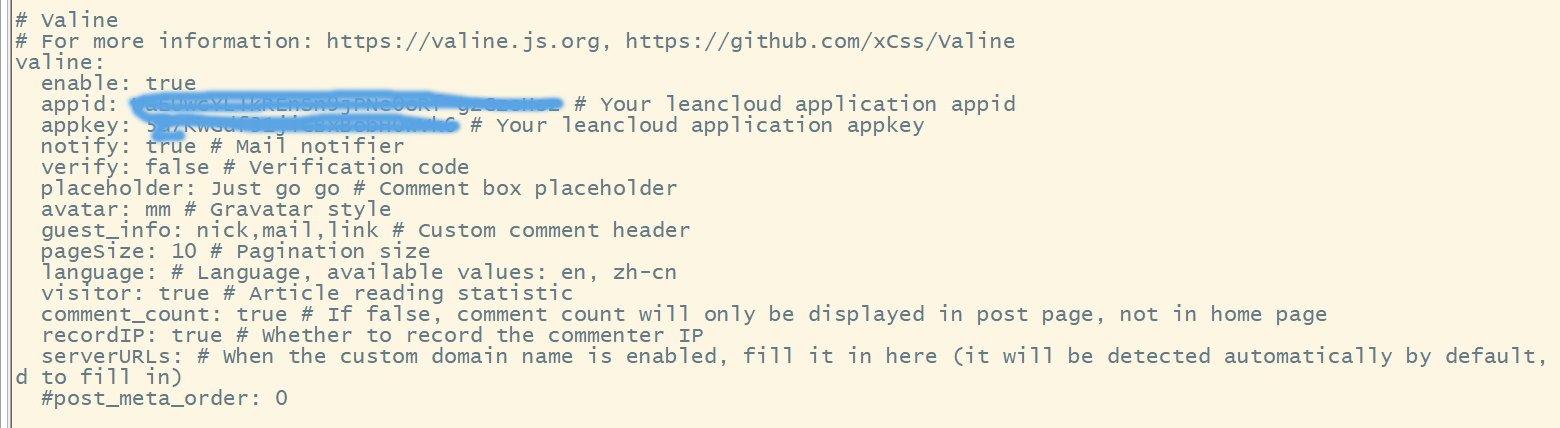 # Valine
# For more information: https://valine.js.org, https://github.com/xCss/Valine
valine:
  enable: true
  appid: # Your leancloud application appid
  appkey: # Your leancloud application appkey
  notify: true # Mail notifier
  verify: false # Verification code
  placeholder: Just go go # Comment box placeholder
  avatar: mm # Gravatar style
  guest_info: nick,mail,link # Custom comment header
  pageSize: 10 # Pagination size
  language: # Language, available values: en, zh-cn
  visitor: true # Article reading statistic
  comment_count: true # If false, comment count will only be displayed in post page, not in home page
  recordIP: true # Whether to record the commenter IP
  serverURLs: # When the custom domain name is enabled, fill it in here (it will be detected automatically by default,
d to fill in)
  #post_meta_order: 0